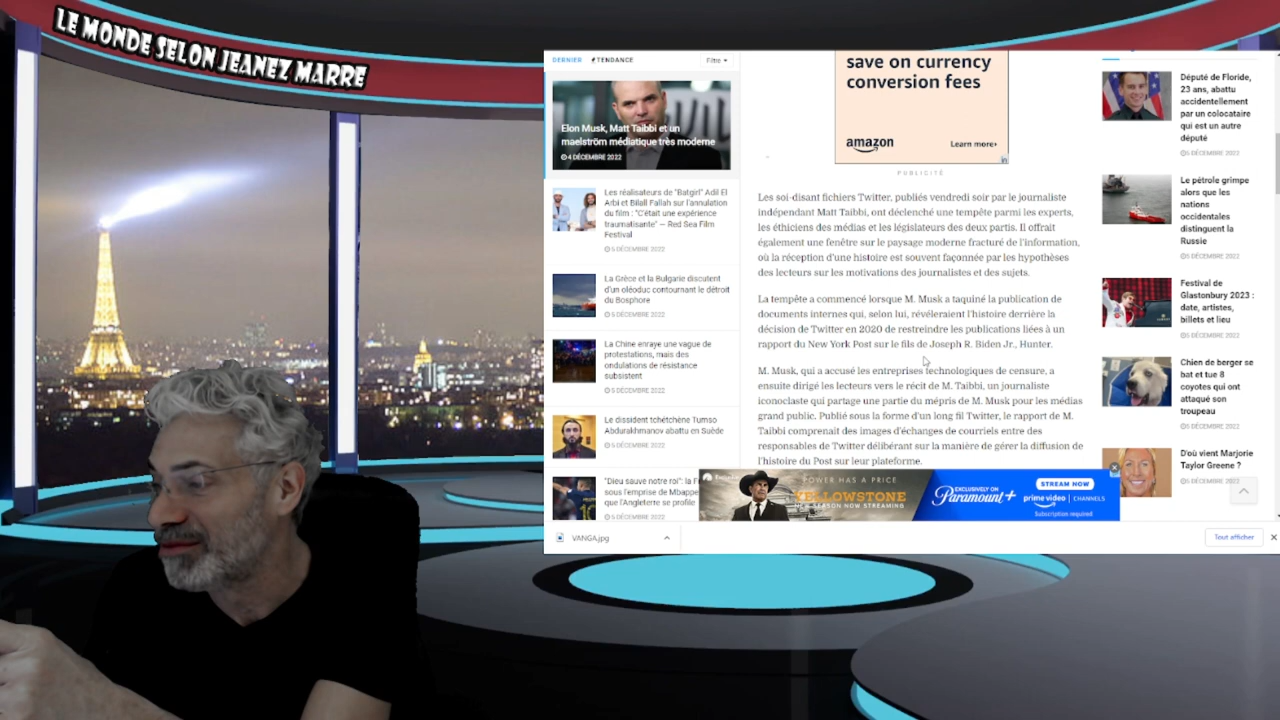 LE MONDE SELON JEANEZ MARRE
DERNIER
TENDANCE
Filtre
Elon Musk, Matt Taibbi et un
maelström médiatique très moderne
4 DÉCEMBRE 2022
Les réalisateurs de "Batgirl" Adil El
Arbi et Bilall Fallah sur l'annulation
du film : "C'était une expérience
traumatisante" — Red Sea Film
Festival
5 DÉCEMBRE 2022
La Grèce et la Bulgarie discutent
d'un oléoduc contournant le détroit
du Bosphore
5 DÉCEMBRE 2022
La Chine enraye une vague de
protestations, mais des
ondulations de résistance
subsistent
5 DÉCEMBRE 2022
Le dissident tchétchène Tumso
Abdurakhmanov abattu en Suède
5 DÉCEMBRE 2022
"Dieu sauve notre roi": la F
sous l'emprise de Mbappe
que l'Angleterre se profile
5 DÉCEMBRE 2022
save on currency
conversion fees
amazon
Learn more
PUBLICITÉ
Les soi-disant fichiers Twitter, publiés vendredi soir par le journaliste
indépendant Matt Taibbi, ont déclenché une tempête parmi les experts,
les éthiciens des médias et les législateurs des deux partis. Il offrait
également une fenêtre sur le paysage moderne fracturé de l'information,
où la réception d'une histoire est souvent façonnée par les hypothèses
des lecteurs sur les motivations des journalistes et des sujets.
La tempête a commencé lorsque M. Musk a taquiné la publication de
documents internes qui, selon lui, révéleraient l'histoire derrière la
décision de Twitter en 2020 de restreindre les publications liées à un
rapport du New York Post sur le fils de Joseph R. Biden Jr., Hunter.
M. Musk, qui a accusé les entreprises technologiques de censure, a
ensuite dirigé les lecteurs vers le récit de M. Taibbi, un journaliste
iconoclaste qui partage une partie du mépris de M. Musk pour les médias
grand public. Publié sous la forme d'un long fil Twitter, le rapport de M.
Taibbi comprenait des images d'échanges de courriels entre des
responsables de Twitter délibérant sur la manière de gérer la diffusion de
l'histoire du Post sur leur plateforme.
POWER HAS A PRICE
YELLOWSTONE
NEW SEASON NOW STREAMING
EXCLUSIVELY ON
Paramount+
STREAM NOW
prime video | CHANNELS
Subscription required
Député de Floride,
23 ans, abattu
accidentellement
par un colocataire
qui est un autre
député
5 DÉCEMBRE 2022
Le pétrole grimpe
alors que les
nations
occidentales
distinguent la
Russie
5 DÉCEMBRE 2022
Festival de
Glastonbury 2023 :
date, artistes,
billets et lieu
5 DÉCEMBRE 2022
Chien de berger se
bat et tue 8
coyotes qui ont
attaqué son
troupeau
5 DÉCEMBRE 2022
D'où vient Marjorie
Taylor Greene ?
5 DÉCEMBRE 2022
VANGA.jpg
Tout afficher